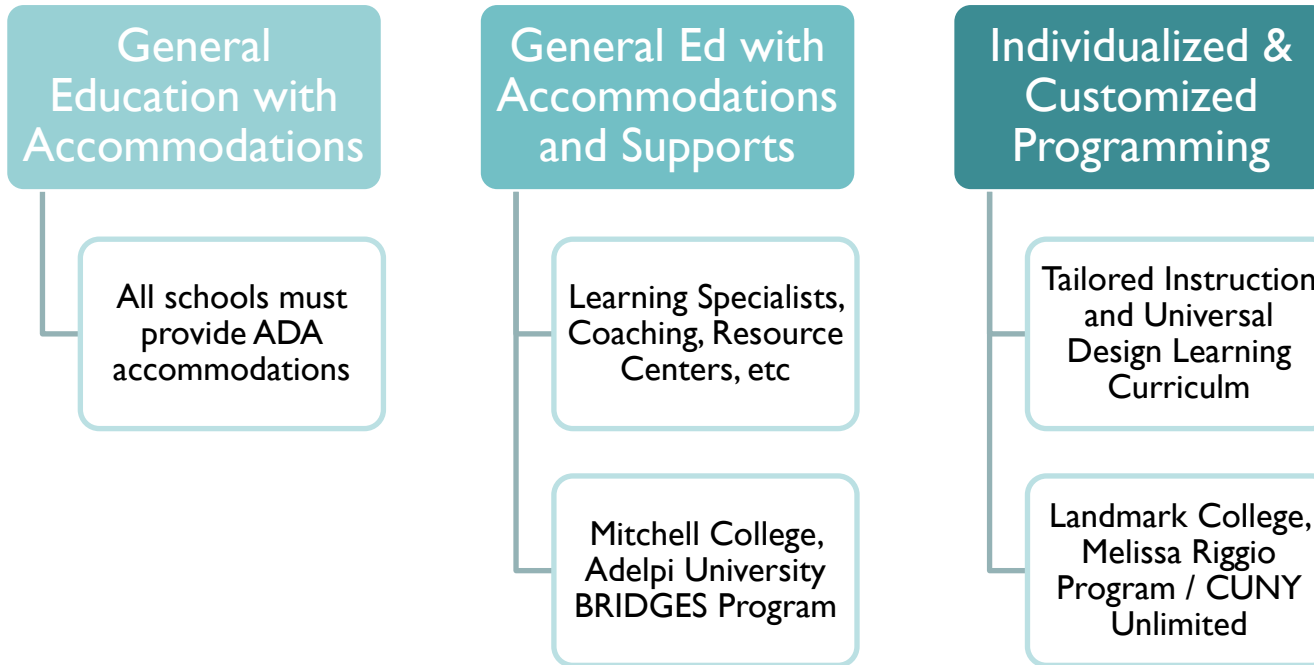 General
Education with
Accommodations
All schools must
provide ADA
accommodations
General Ed with
Accommodations
and Supports
Learning Specialists,
Coaching, Resource
Centers, etc
Mitchell College,
Adelpi University
BRIDGES Program
Individualized &
Customized
Programming
Tailored Instruction
and Universal
Design Learning
Curriculm
Landmark College,
Melissa Riggio
Program / CUNY
Unlimited